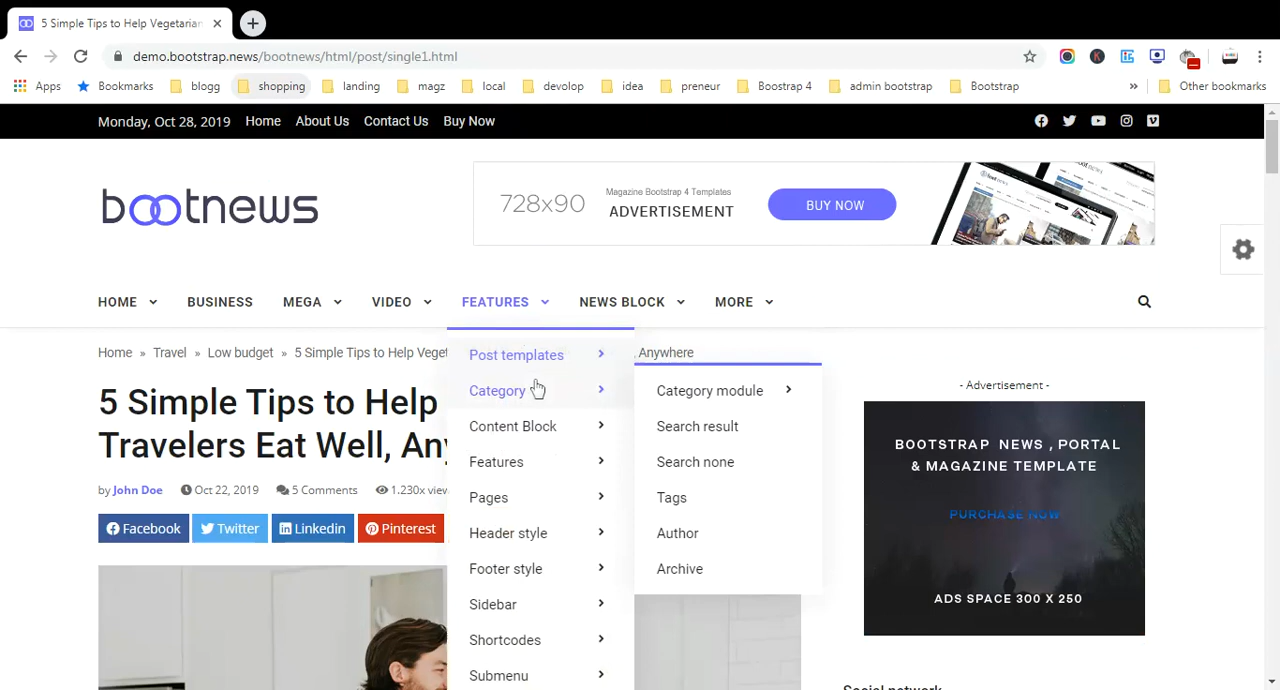 5 Simple Tips to Help Vegetarian
demo.bootstrap.news/bootnews/html/post/single1.html
Apps Bookmarks blogg shopping landing magz local devolop idea preneur Boostrap 4 admin bootstrap Bootstrap » Other bookmarks
Monday, Oct 28, 2019 Home About Us Contact Us Buy Now
bootnews
728x90
Magazine Bootstrap 4 Templates
ADVERTISEMENT
BUY NOW
HOME BUSINESS MEGA VIDEO FEATURES NEWS BLOCK MORE
Home » Travel » Low budget » 5 Simple Tips to Help Veget
Anywhere
5 Simple Tips to Help
Travelers Eat Well, Any
by John Doe Oct 22, 2019 5 Comments 1.230x view
Facebook Twitter Linkedin Pinterest
Post templates
Category
Content Block
Features
Pages
Header style
Footer style
Sidebar
Shortcodes
Submenu
Category module
Search result
Search none
Tags
Author
Archive
- Advertisement -
BOOTSTRAP NEWS , PORTAL
& MAGAZINE TEMPLATE
PURCHASE NOW
ADS SPACE 300 X 250
Social network